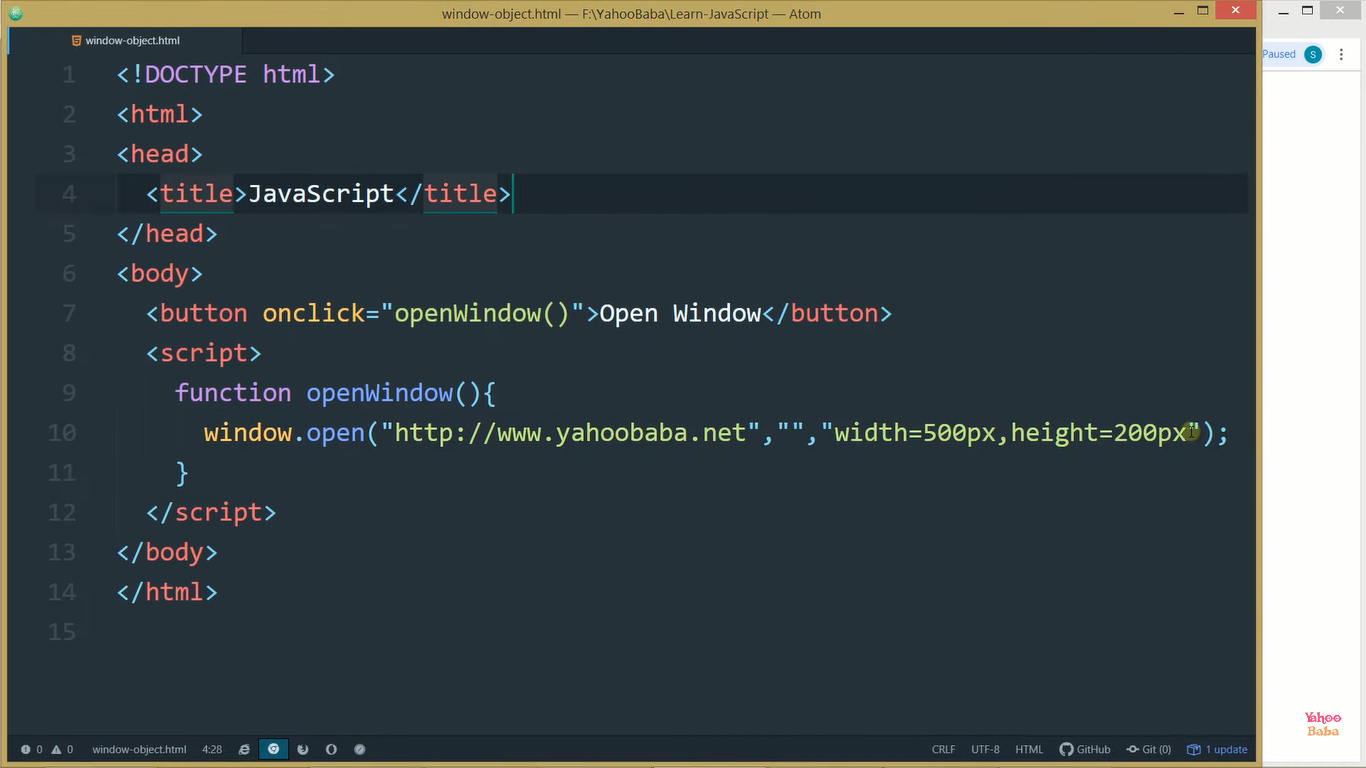 window-object.html — F:\YahooBaba\Learn-JavaScript — Atom
window-object.html
Paused S
1 <!DOCTYPE html>
2 <html>
3 <head>
4 <title>JavaScript</title>
5 </head>
6 <body>
7 <button onclick="openWindow()">Open Window</button>
8 <script>
9 function openWindow(){
10 window.open("http://www.yahoobaba.net","","width=500px,height=200px");
11 }
12 </script>
13 </body>
14 </html>
15
Yahoo
Baba
0 0 window-object.html 4:28 CRLF UTF-8 HTML GitHub Git (0) 1 update